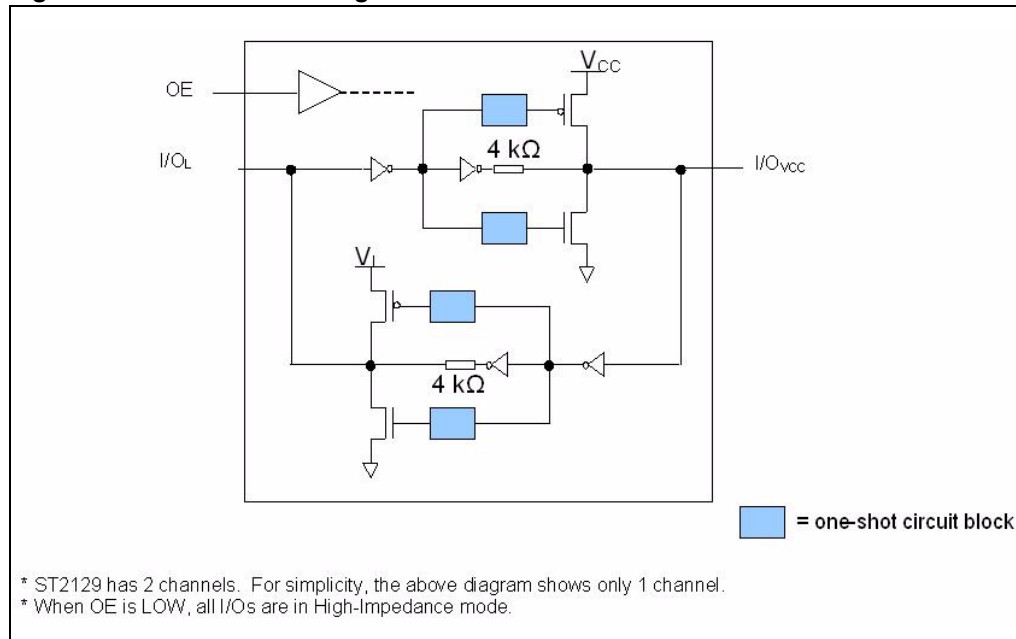 VCC
OE
4 kΩ
I/OL
I/OVCC
VL
4 kΩ
= one-shot circuit block
* ST2129 has 2 channels. For simplicity, the above diagram shows only 1 channel.
* When OE is LOW, all I/Os are in High-Impedance mode.